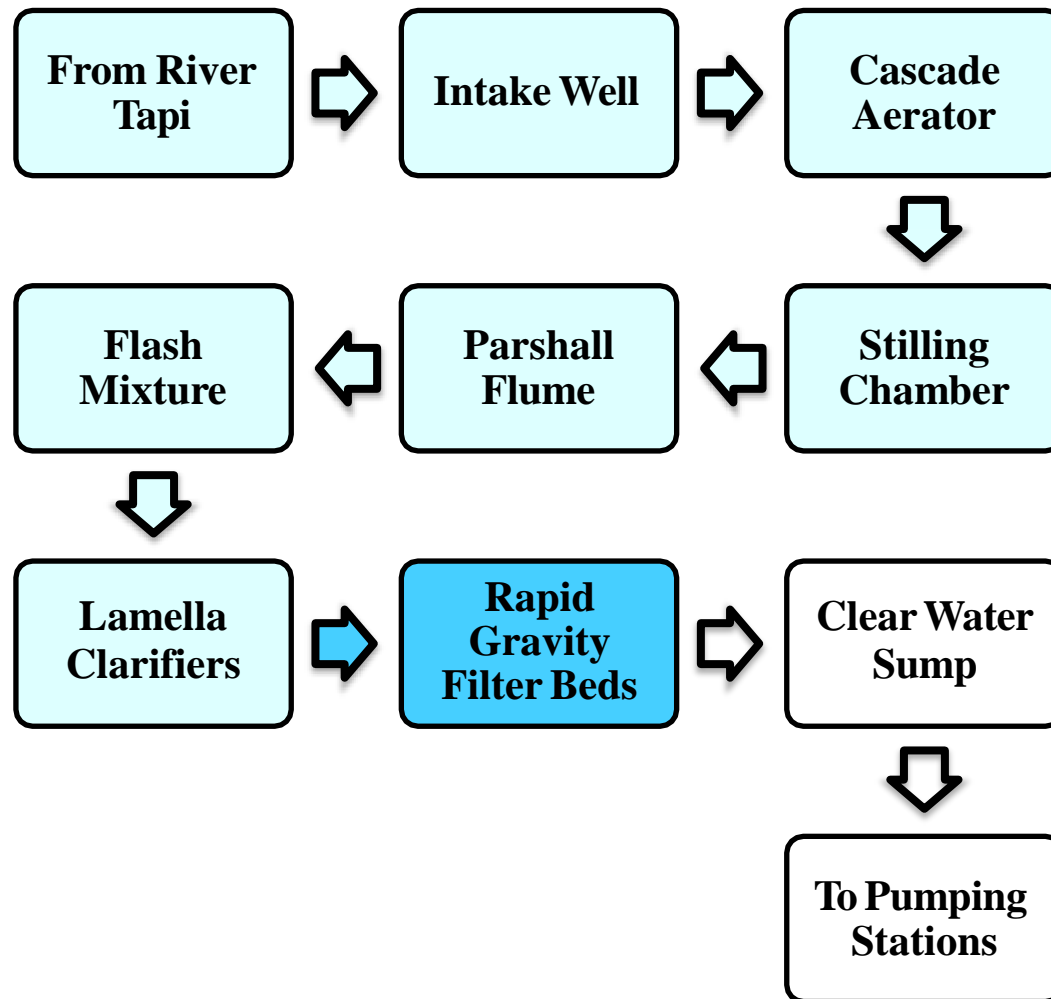 From River
Tapi
Intake Well
Cascade
Aerator
Stilling
Chamber
Parshall
Flume
Flash
Mixture
Lamella
Clarifiers
Rapid
Gravity
Filter Beds
Clear Water
Sump
To Pumping
Stations